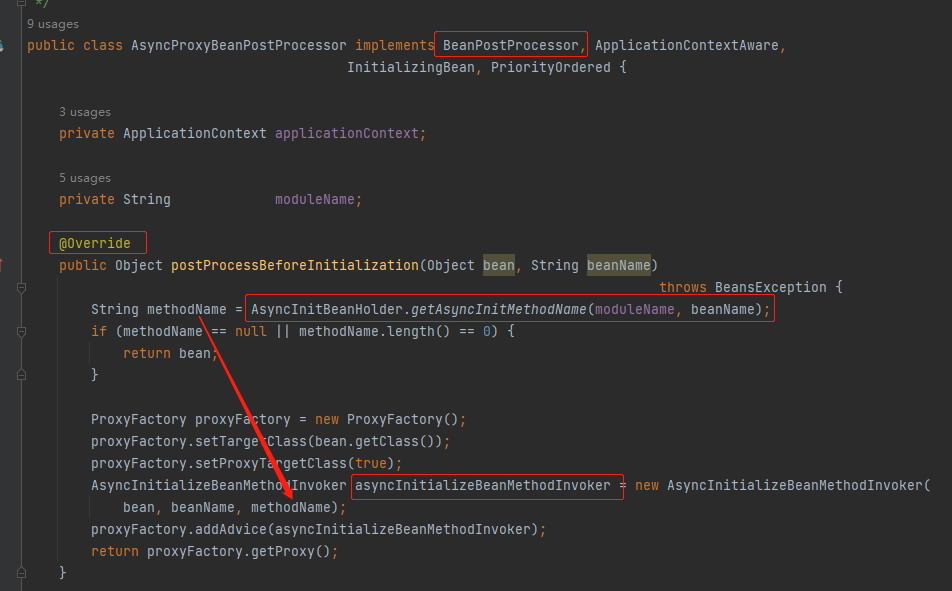 */
9 usages
public class AsyncProxyBeanPostProcessor implements BeanPostProcessor, ApplicationContextAware,
InitializingBean, PriorityOrdered {
3 usages
private ApplicationContext applicationContext;
5 usages
private String moduleName;
@Override
public Object postProcessBeforeInitialization(Object bean, String beanName)
throws BeansException {
String methodName = AsyncInitBeanHolder.getAsyncInitMethodName(moduleName, beanName);
if (methodName == null || methodName.length() == 0) {
return bean;
}
ProxyFactory proxyFactory = new ProxyFactory();
proxyFactory.setTargetClass(bean.getClass());
proxyFactory.setProxyTargetClass(true);
AsyncInitializeBeanMethodInvoker asyncInitializeBeanMethodInvoker = new AsyncInitializeBeanMethodInvoker(
bean, beanName, methodName);
proxyFactory.addAdvice(asyncInitializeBeanMethodInvoker);
return proxyFactory.getProxy();
}